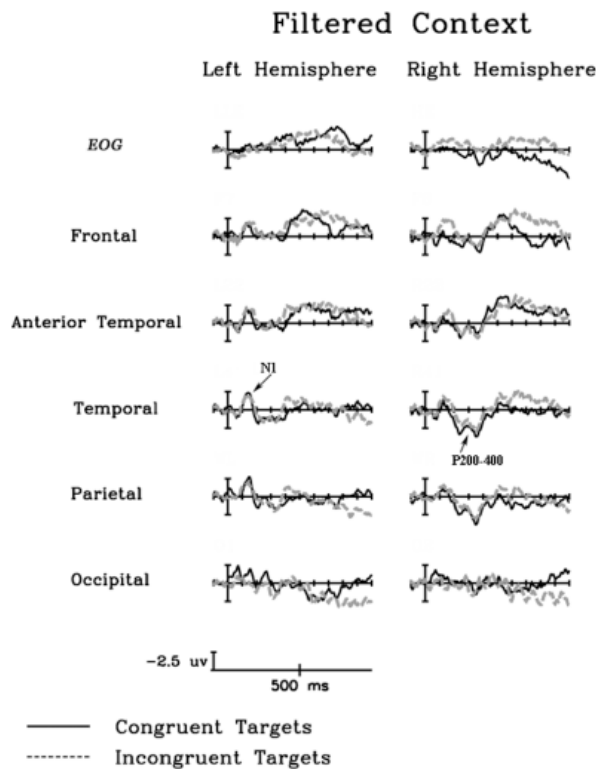 Filtered Context
Left Hemisphere Right Hemisphere
EOG
Frontal
Anterior Temporal
N1
Temporal
P200-400
Parietal
Occipital
-2.5 uv
500 ms
Congruent Targets
Incongruent Targets